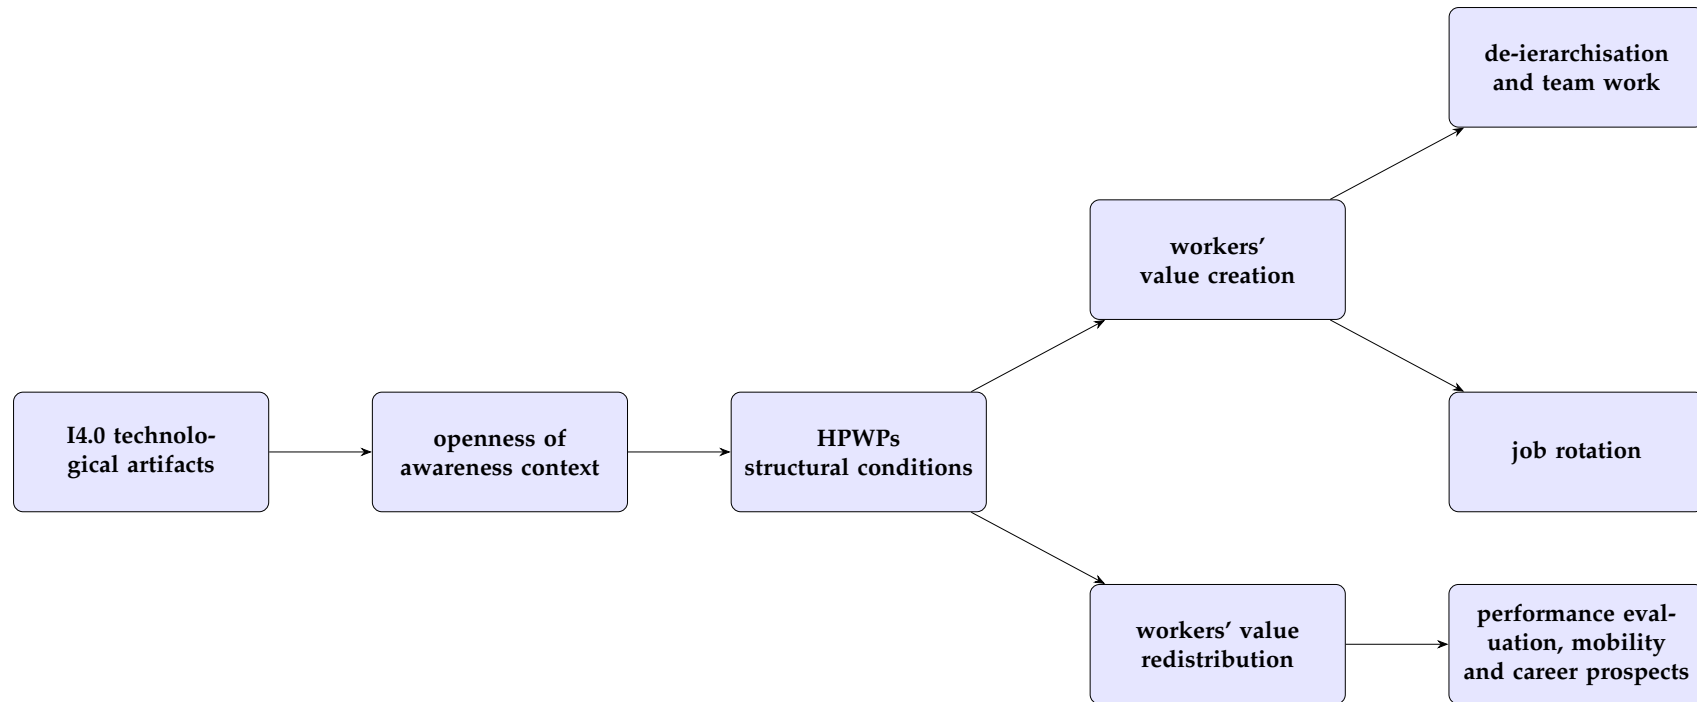 de-ierarchisation
and team work
workers’
value creation
I4.0 technolo-
gical artifacts
openness of
awareness context
HPWPs
structural conditions
job rotation
workers’ value
redistribution
performance eval-
uation, mobility
and career prospects